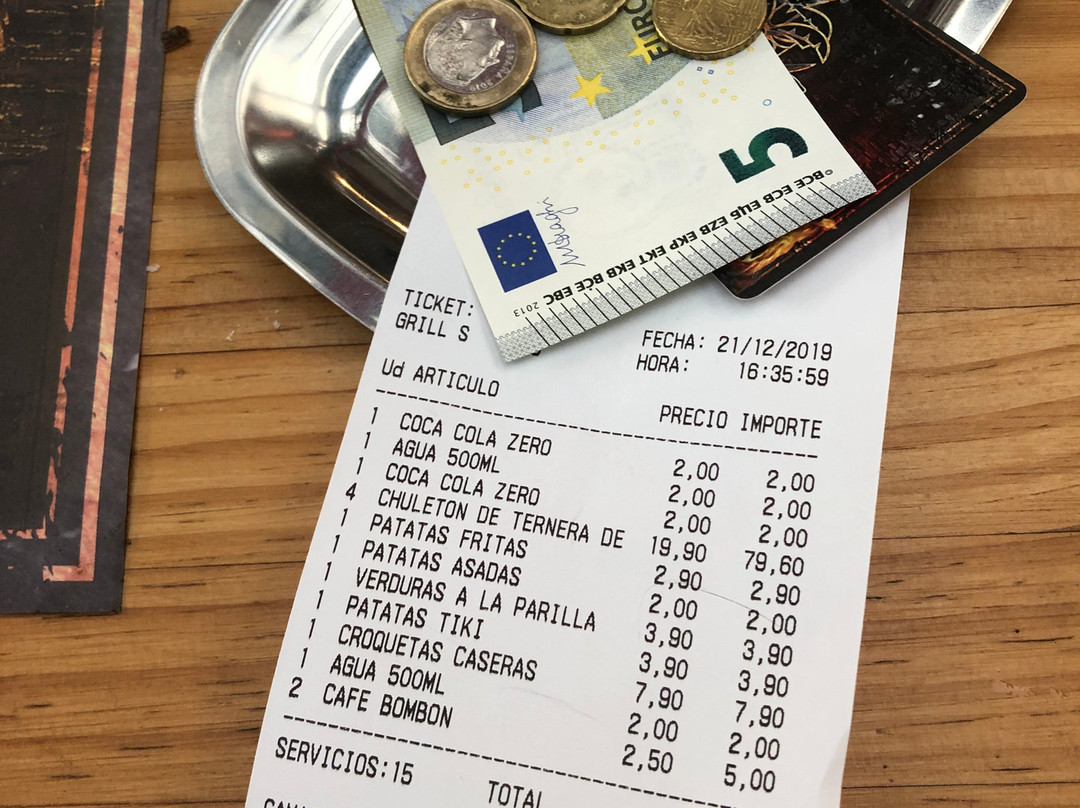 EURO
5
©BCE ECB ЕЦБ EZB EKP EKT EKB BĊE EBC 2013
TICKET:
GRILL S
FECHA: 21/12/2019
HORA: 16:35:59
Ud ARTICULO PRECIO IMPORTE
1 COCA COLA ZERO 2,00 2,00
1 AGUA 500ML 2,00 2,00
1 COCA COLA ZERO 2,00 2,00
4 CHULETON DE TERNERA DE 19,90 79,60
1 PATATAS FRITAS 2,90 2,90
1 PATATAS ASADAS 2,00 2,00
1 VERDURAS A LA PARILLA 3,90 3,90
1 PATATAS TIKI 3,90 3,90
1 CROQUETAS CASERAS 7,90 7,90
1 AGUA 500ML 2,00 2,00
2 CAFE BOMBON 2,50 5,00
SERVICIOS:15 TOTAL